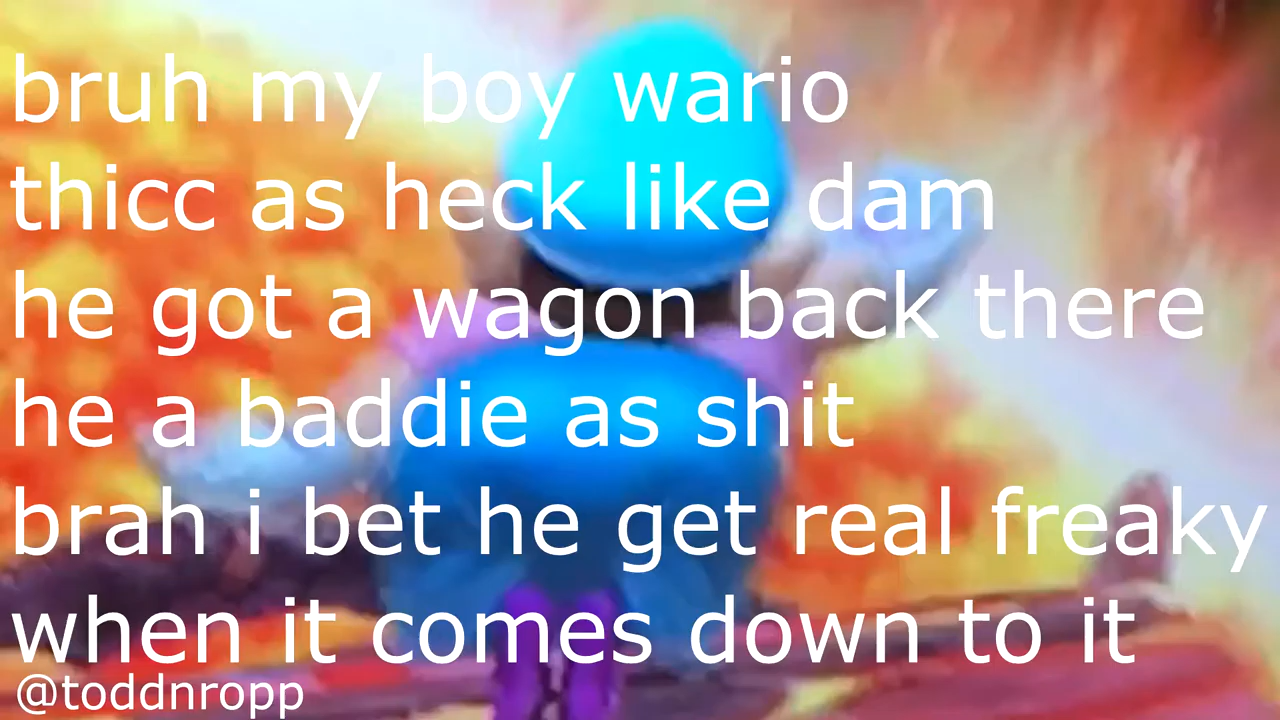 bruh my boy wario
thicc as heck like dam
he got a wagon back there
he a baddie as shit
brah i bet he get real freaky
when it comes down to it
@toddnropp